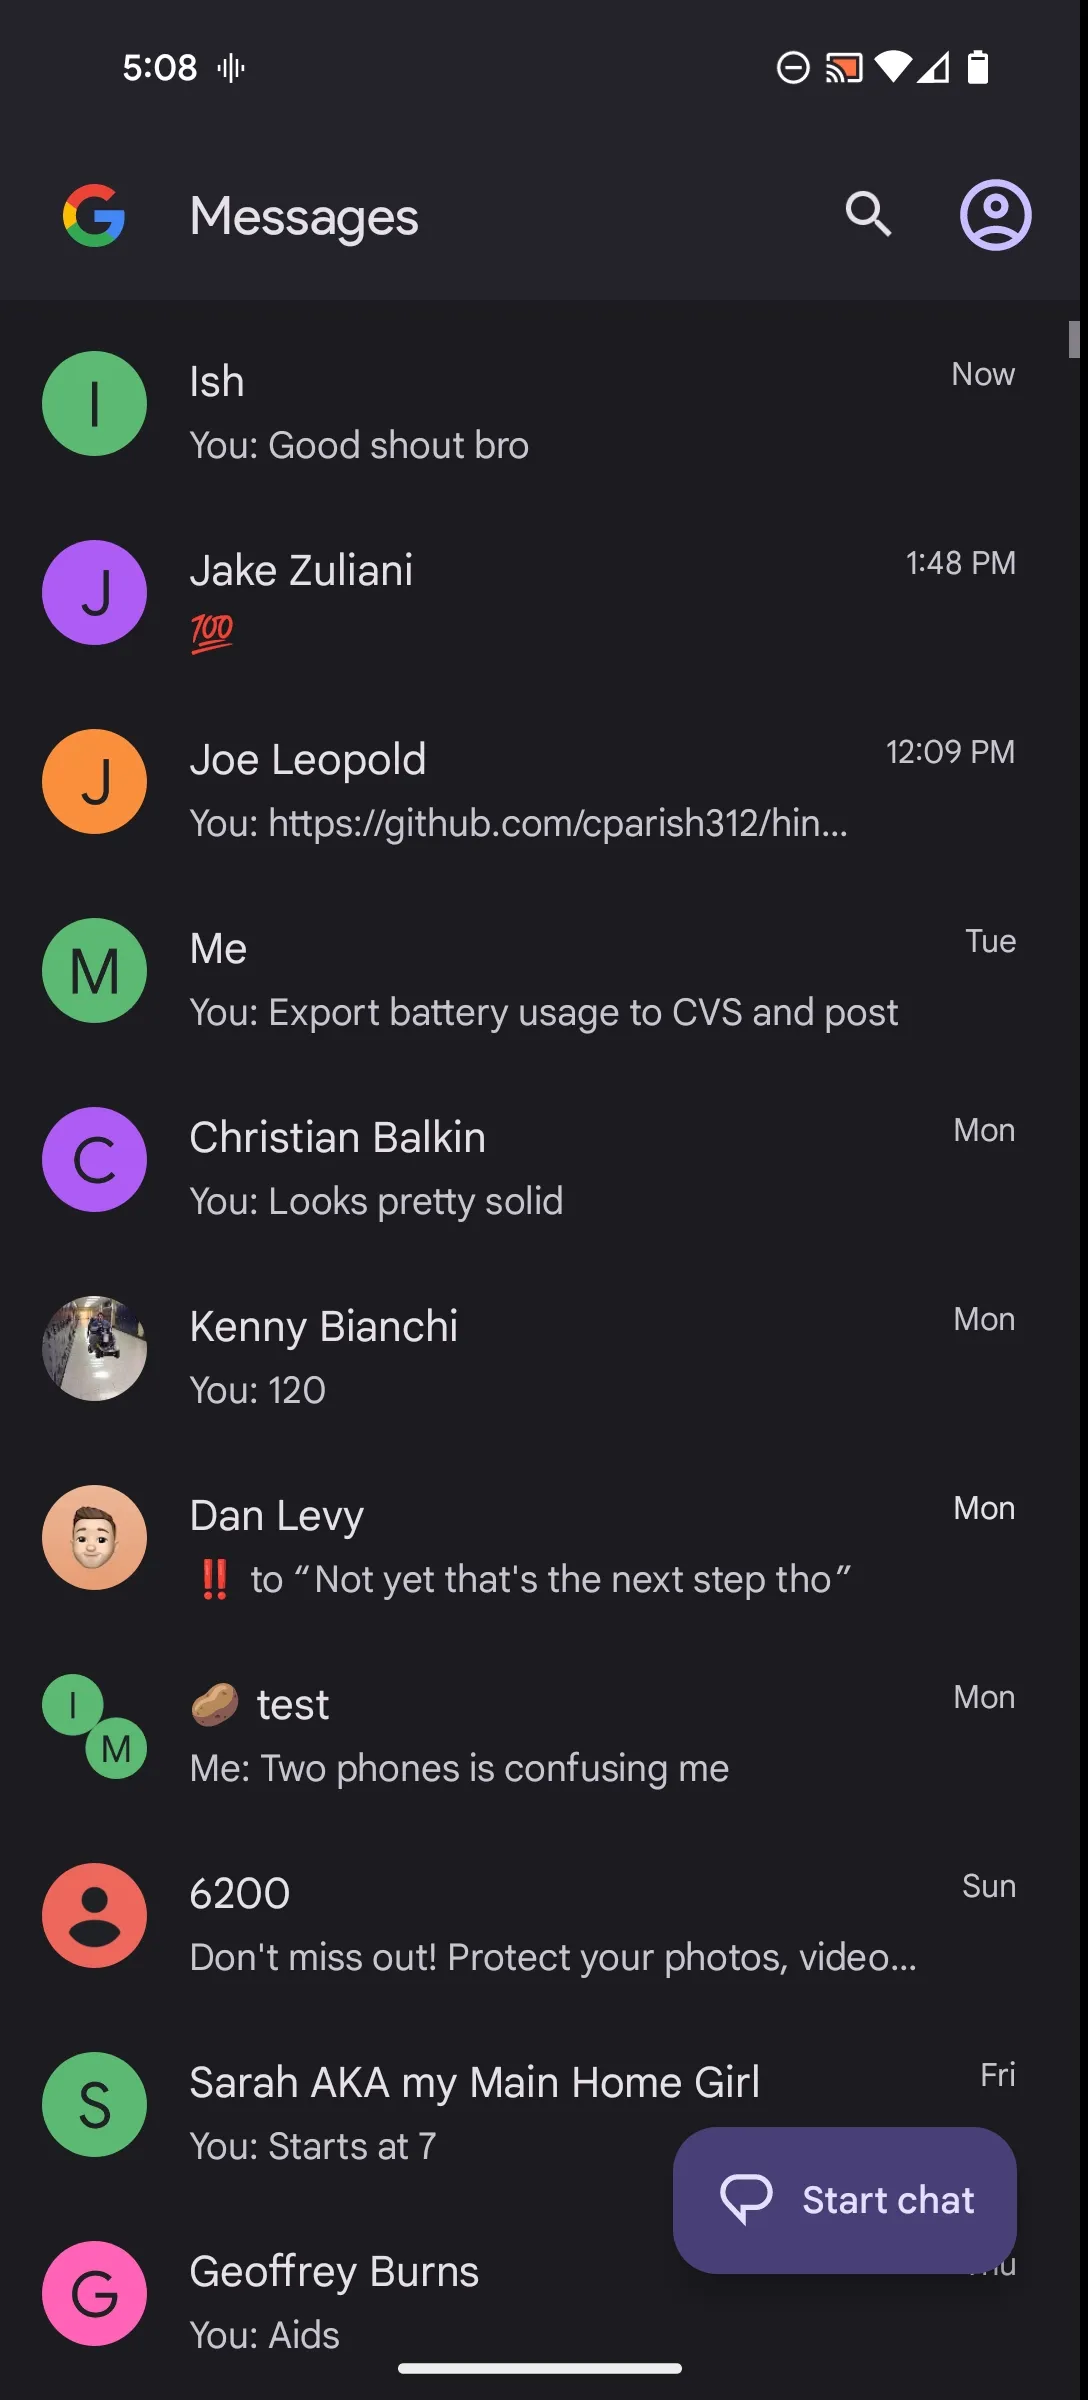 5:08
Messages
I
Ish
Now
You: Good shout bro
J
Jake Zuliani
1:48 PM
💯
J
Joe Leopold
12:09 PM
You: https://github.com/cparish312/hin...
M
Me
Tue
You: Export battery usage to CVS and post
C
Christian Balkin
Mon
You: Looks pretty solid
Kenny Bianchi
Mon
You: 120
Dan Levy
Mon
‼️ to “Not yet that's the next step tho”
I
M
🥔 test
Mon
Me: Two phones is confusing me
6200
Sun
Don't miss out! Protect your photos, video...
S
Sarah AKA my Main Home Girl
Fri
You: Starts at 7
Start chat
G
Geoffrey Burns
You: Aids